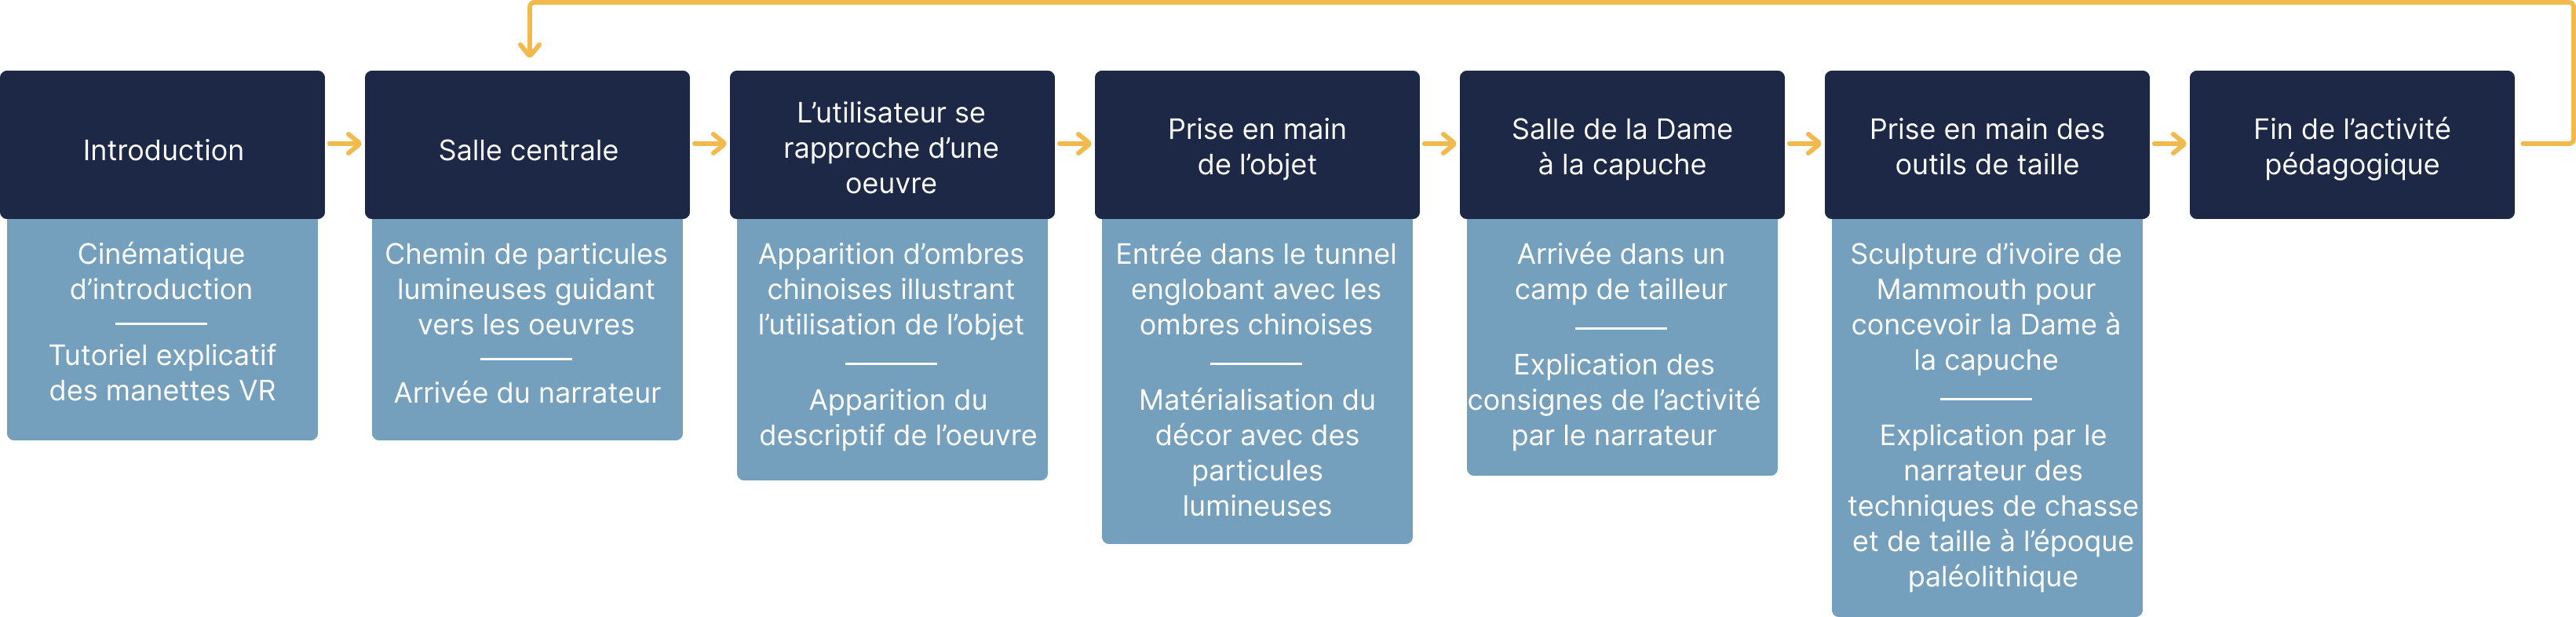 Introduction
Cinématique
d’introduction
Tutoriel explicatif
des manettes VR
Salle centrale
Chemin de particules
lumineuses guidant
vers les oeuvres
Arrivée du narrateur
L’utilisateur se
rapproche d’une
oeuvre
Apparition d’ombres
chinoises illustrant
l’utilisation de l’objet
Apparition du
descriptif de l’oeuvre
Prise en main
de l’objet
Entrée dans le tunnel
englobant avec les
ombres chinoises
Matérialisation du
décor avec des
particules
lumineuses
Salle de la Dame
à la capuche
Arrivée dans un
camp de tailleur
Explication des
consignes de l’activité
par le narrateur
Prise en main des
outils de taille
Sculpture d’ivoire de
Mammouth pour
concevoir la Dame à
la capuche
Explication par le
narrateur des
techniques de chasse
et de taille à l’époque
paléolithique
Fin de l’activité
pédagogique